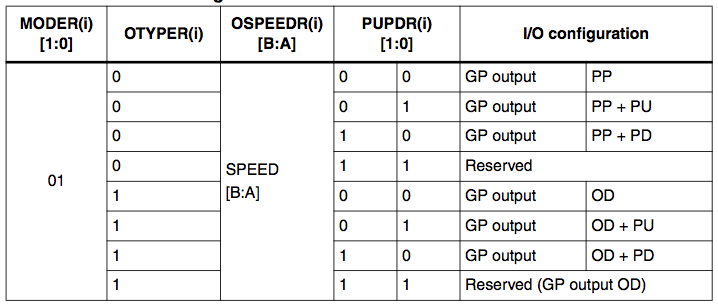 MODER(i) [1:0] OTYPER(i) OSPEEDR(i) [B:A] PUPDR(i) [1:0] I/O configuration
01 SPEED [B:A]
0 0 0 GP output PP
0 0 1 GP output PP + PU
0 1 0 GP output PP + PD
0 1 1 Reserved
1 0 0 GP output OD
1 0 1 GP output OD + PU
1 1 0 GP output OD + PD
1 1 1 Reserved (GP output OD)